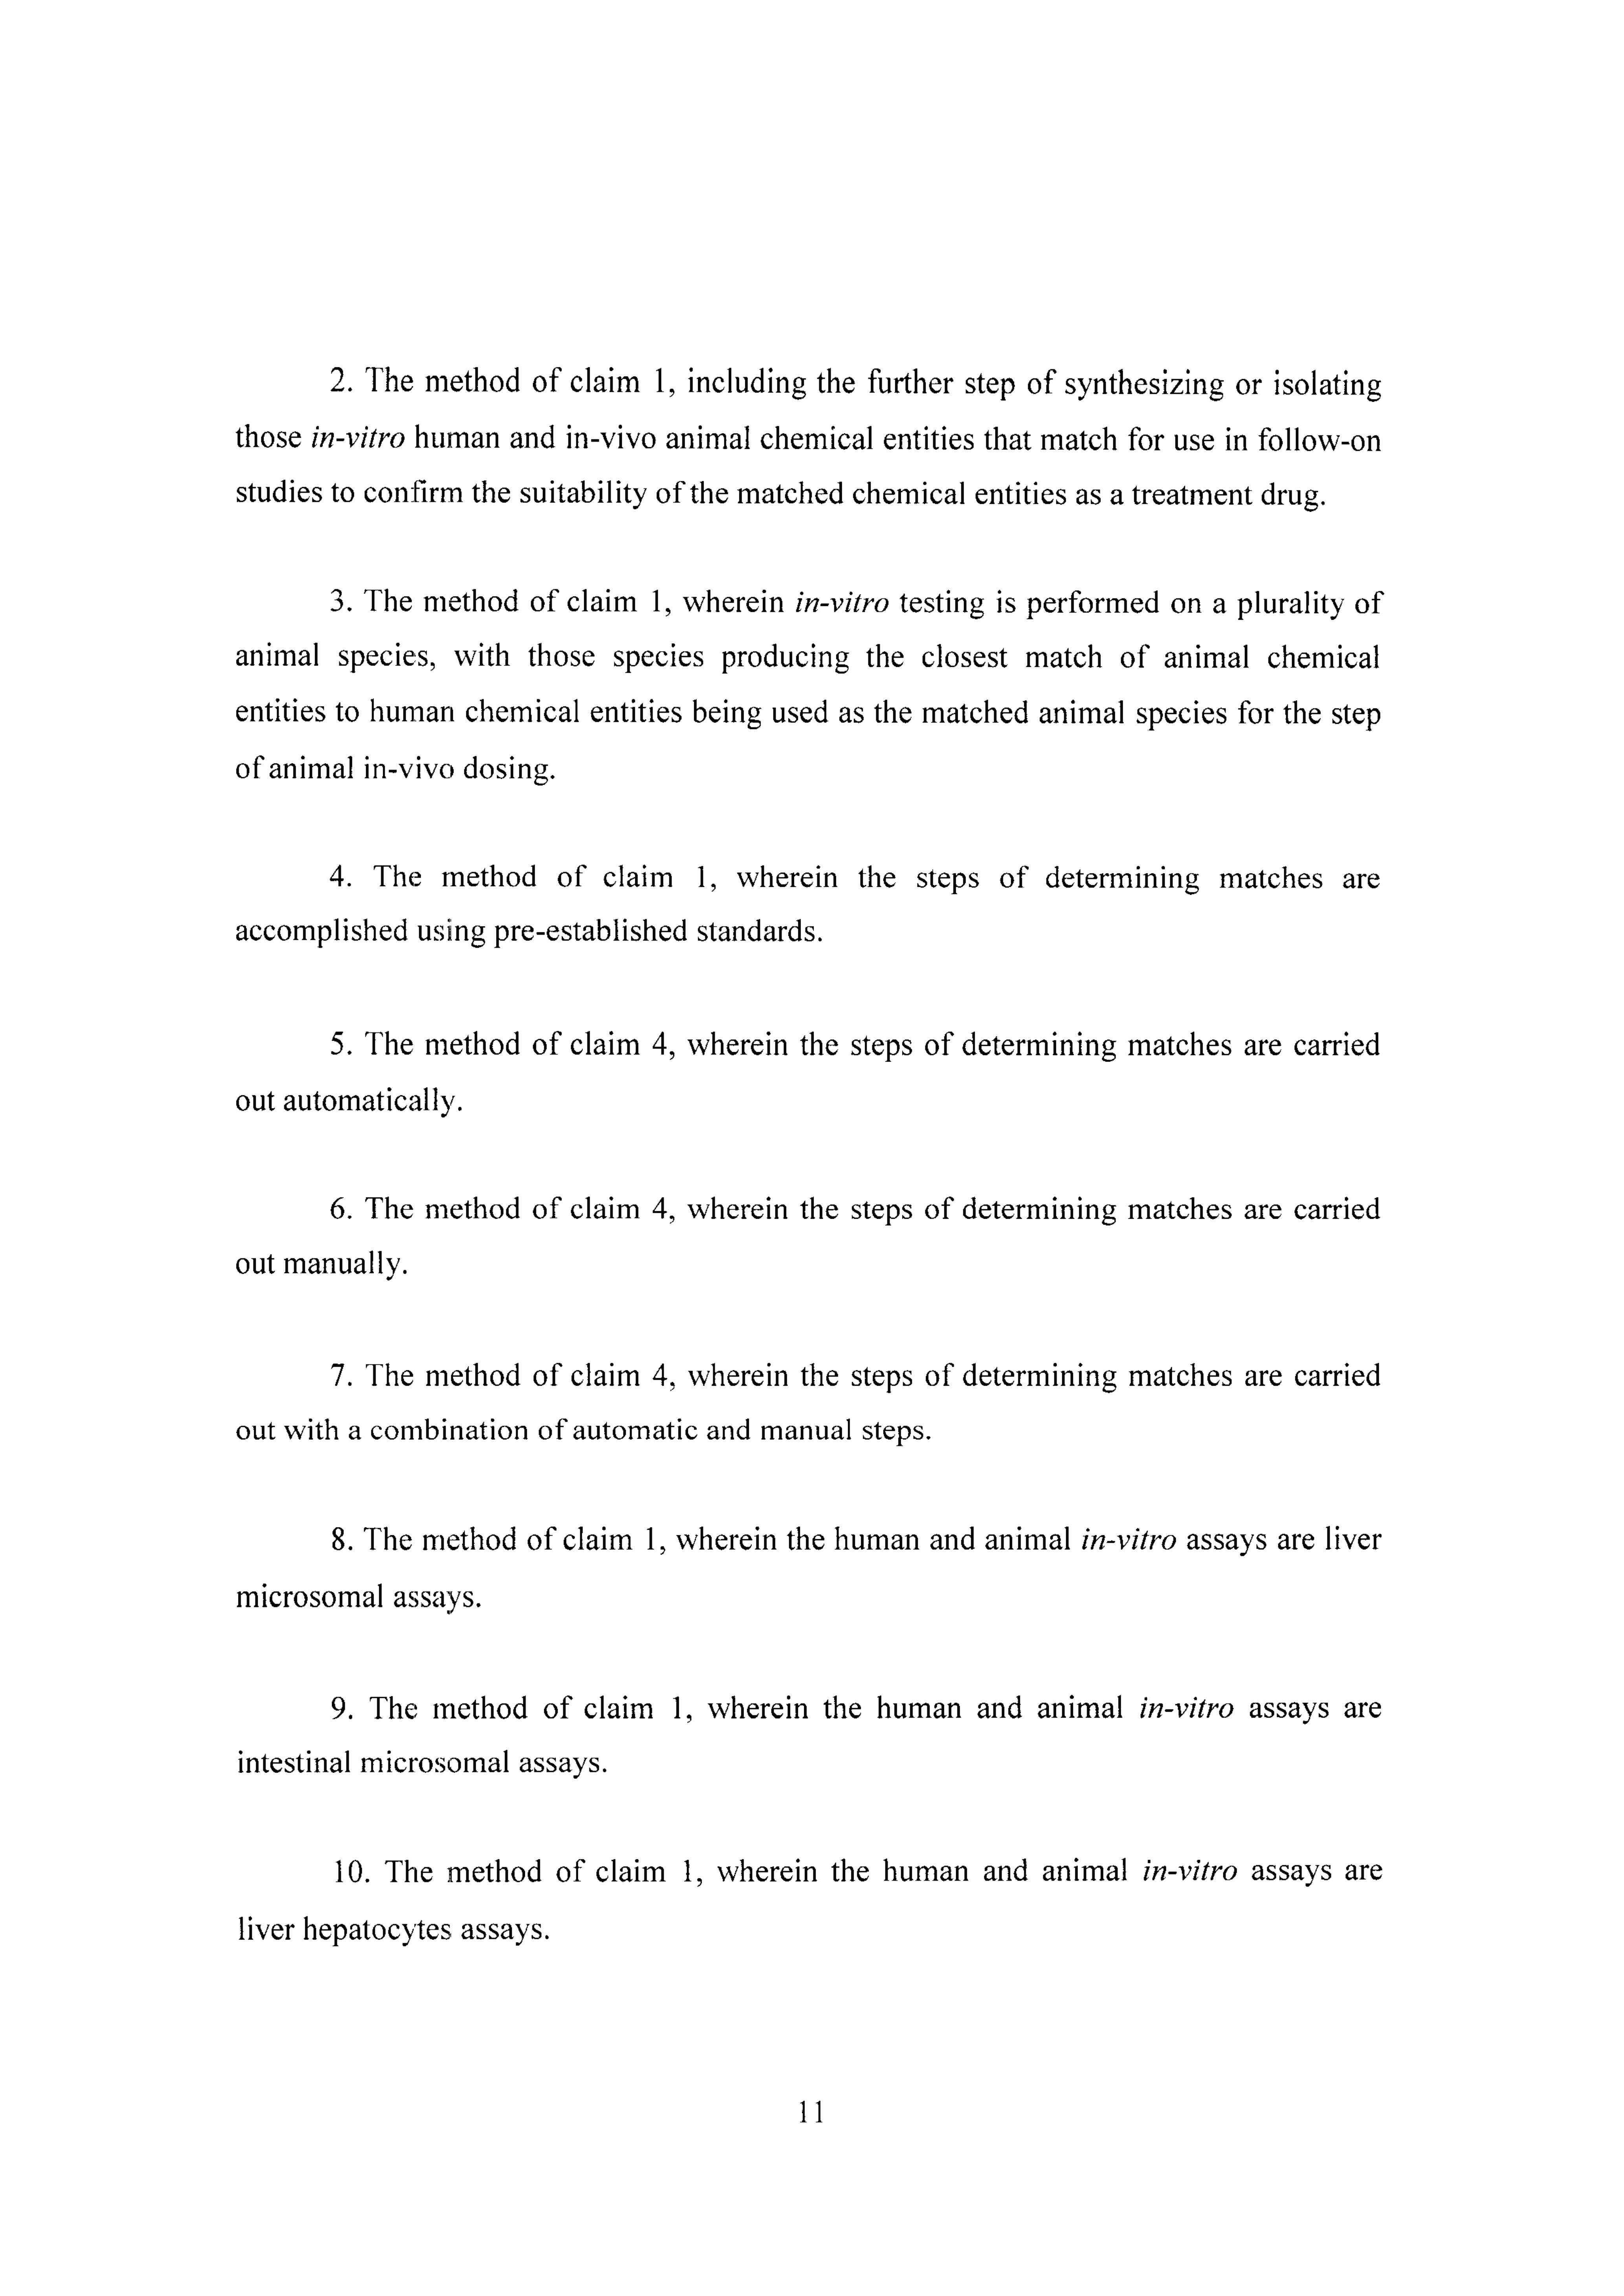 2. The method of claim 1, including the further step of synthesizing or isolating
those in-vitro human and in-vivo animal chemical entities that match for use in follow-on
studies to confirm the suitability of the matched chemical entities as a treatment drug.
3. The method of claim 1, wherein in-vitro testing is performed on a plurality of
animal species, with those species producing the closest match of animal chemical
entities to human chemical entities being used as the matched animal species for the step
of animal in-vivo dosing.
4. The method of claim 1, wherein the steps of determining matches are
accomplished using pre-established standards.
5. The method of claim 4, wherein the steps of determining matches are carried
out automatically.
6. The method of claim 4, wherein the steps of determining matches are carried
out manually.
7. The method of claim 4, wherein the steps of determining matches are carried
out with a combination of automatic and manual steps.
8. The method of claim 1, wherein the human and animal in-vitro assays are liver
microsomal assays.
9. The method of claim 1, wherein the human and animal in-vitro assays are
intestinal microsomal assays.
10. The method of claim 1, wherein the human and animal in-vitro assays are
liver hepatocytes assays.
11